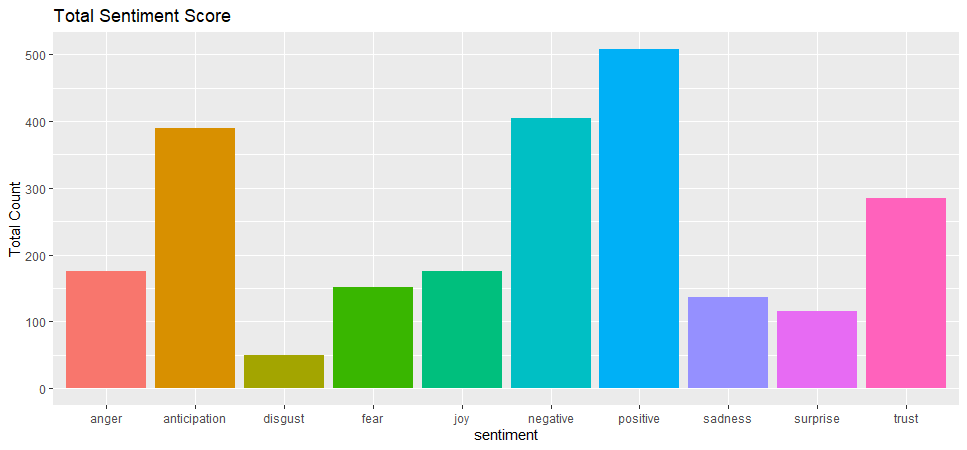 Total Sentiment Score
Total Count
500
400
300
200
100
0
anger anticipation disgust fear joy negative positive sadness surprise trust
sentiment